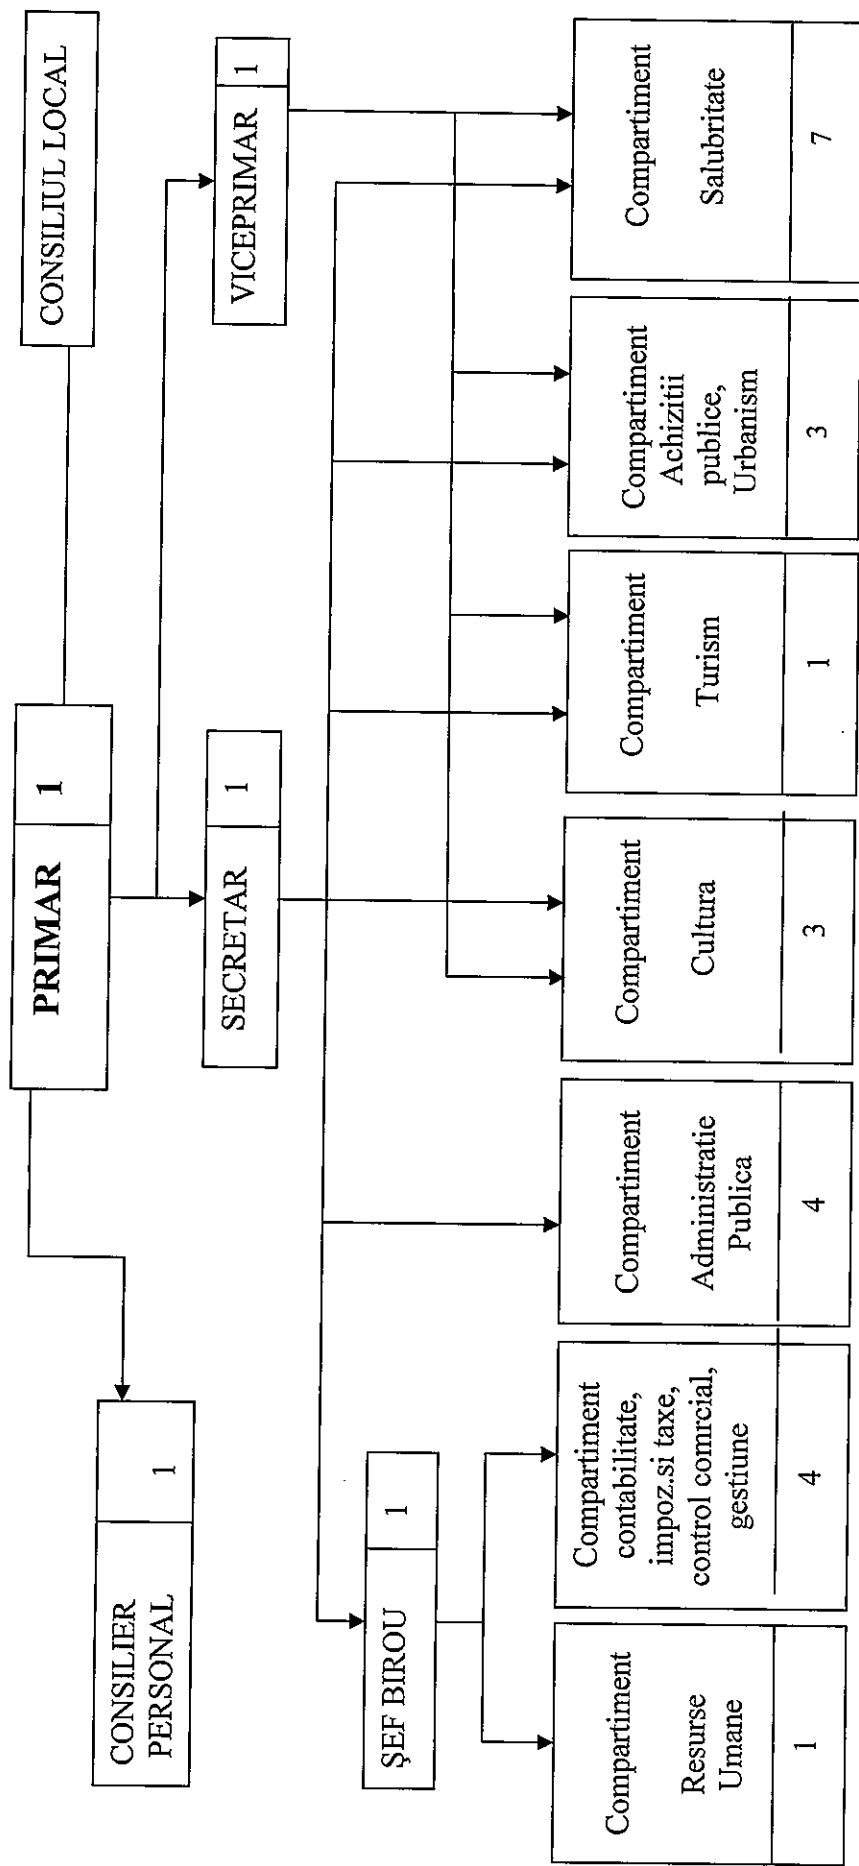 CONSILIUL LOCAL
PRIMAR
1
CONSILIER
PERSONAL
1
SECRETAR
1
VICEPRIMAR
1
ŞEF BIROU
1
Compartiment
Resurse
Umane
1
Compartiment
contabilitate,
impoz.si taxe,
control comrcial,
gestiune
4
Compartiment
Administratie
Publica
4
Compartiment
Cultura
3
Compartiment
Turism
1
Compartiment
Achizitii
publice,
Urbanism
3
Compartiment
Salubritate
7